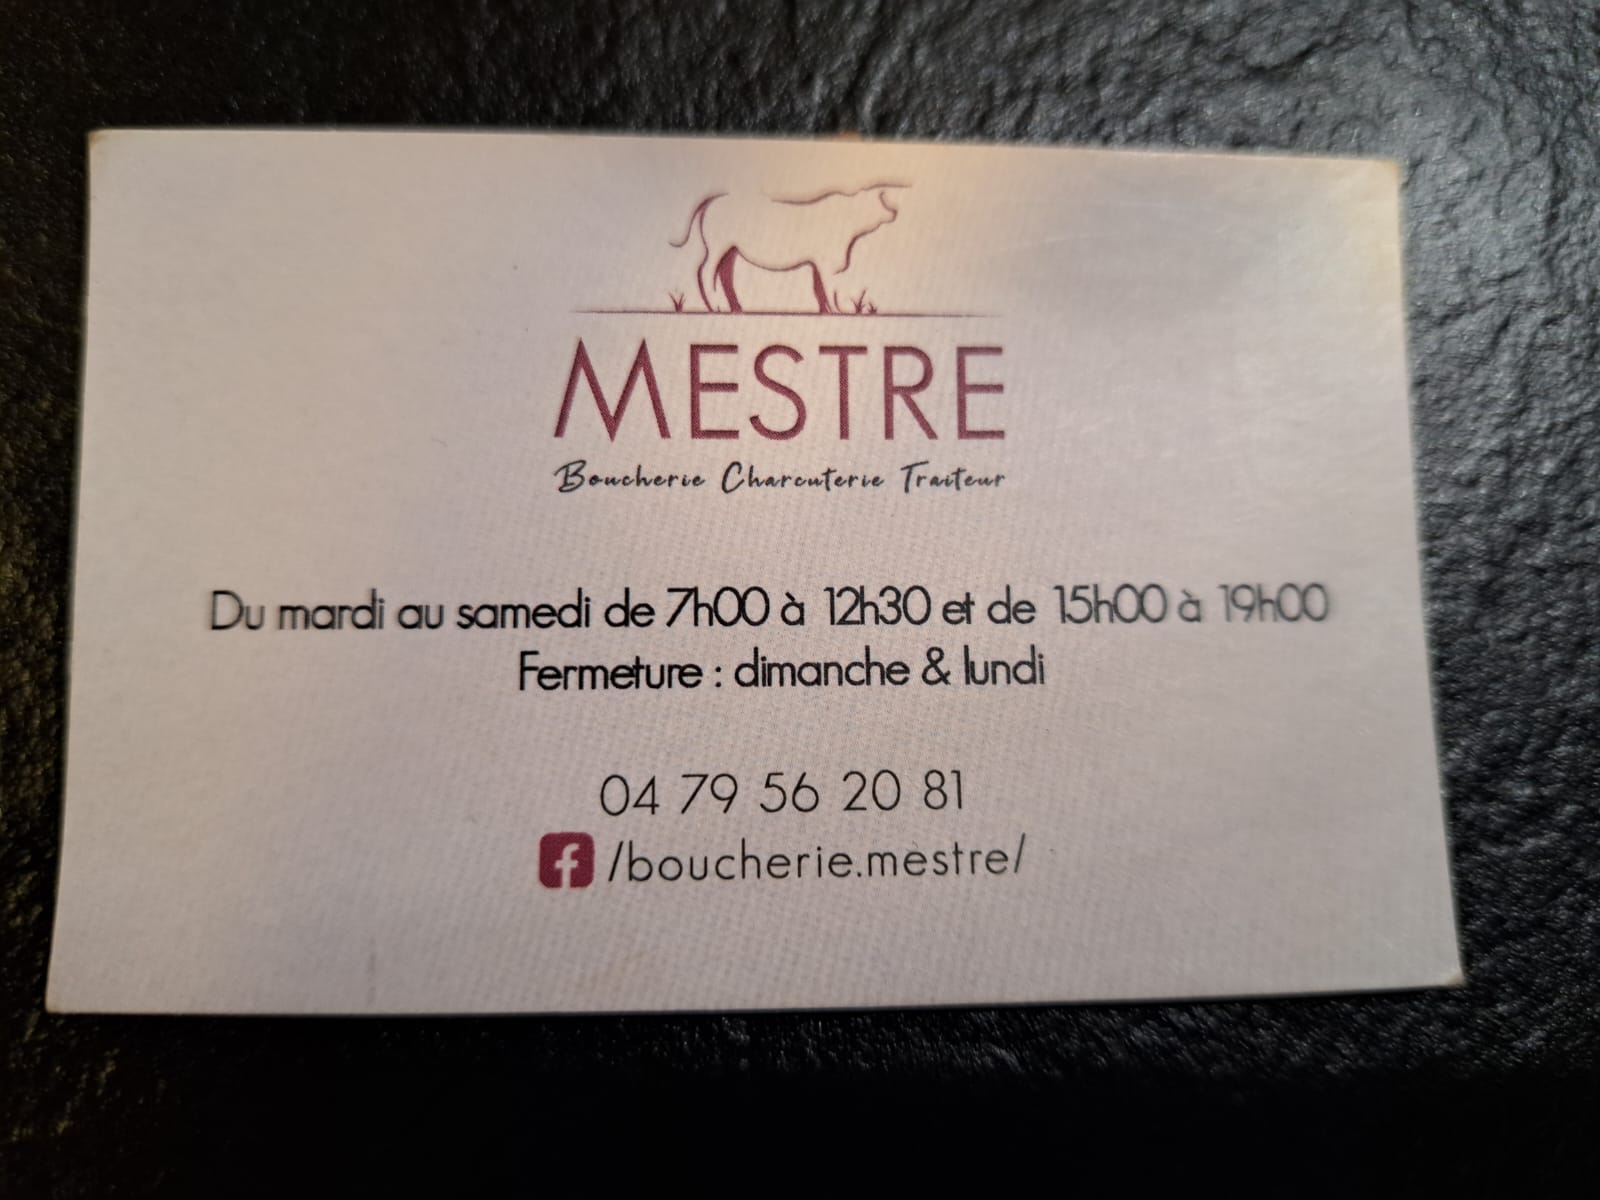 MESTRE
Boucherie Charcuterie Traiteur
Du mardi au samedi de 7h00 à 12h30 et de 15h00 à 19h00
Fermeture : dimanche & lundi
04 79 56 20 81
/boucherie.mestre/